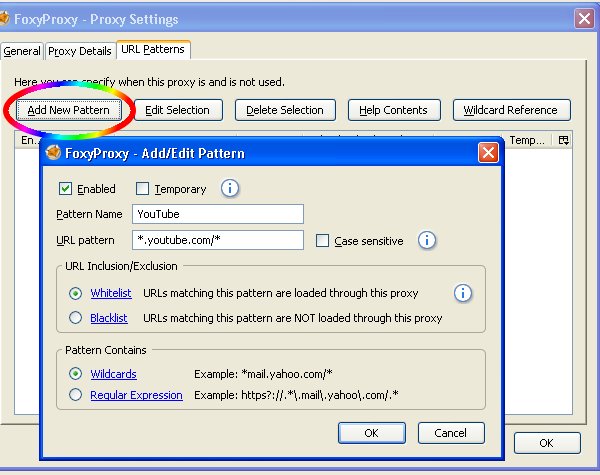 FoxyProxy - Proxy Settings
General Proxy Details URL Patterns
Here you can specify when this proxy is and is not used.
Add New Pattern Edit Selection Delete Selection Help Contents Wildcard Reference
En... Temp...
FoxyProxy - Add/Edit Pattern
Enabled Temporary
Pattern Name YouTube
URL pattern *.youtube.com/* Case sensitive
URL Inclusion/Exclusion
Whitelist URLs matching this pattern are loaded through this proxy
Blacklist URLs matching this pattern are NOT loaded through this proxy
Pattern Contains
Wildcards Example: *mail.yahoo.com/*
Regular Expression Example: https?://.*\.mail\.yahoo\.com/.*
OK Cancel
OK